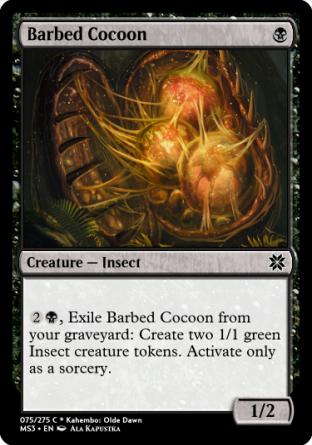 Barbed Cocoon
Creature — Insect
2, Exile Barbed Cocoon from
your graveyard: Create two 1/1 green
Insect creature tokens. Activate only
as a sorcery.
075/275 C * Kahembo: Olde Dawn
MS3 • EN Ala Kapustka
1/2